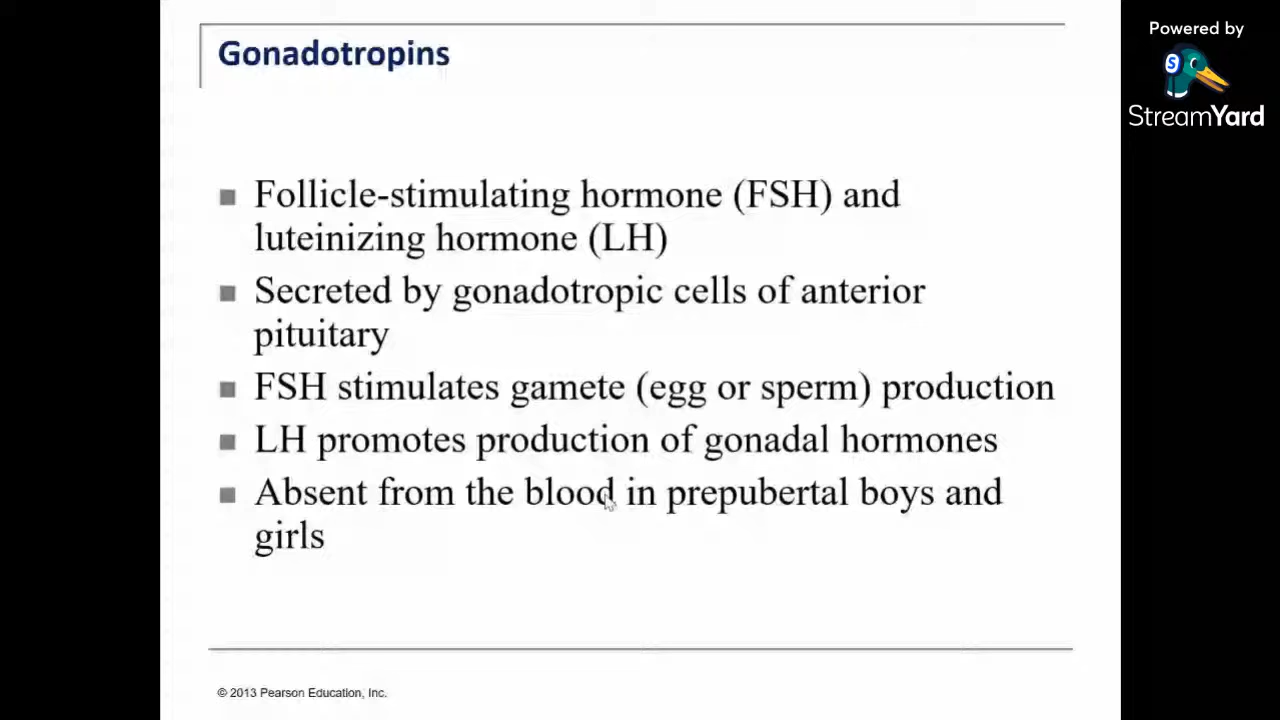 Gonadotropins
Powered by
S
StreamYard
Follicle-stimulating hormone (FSH) and
luteinizing hormone (LH)
Secreted by gonadotropic cells of anterior
pituitary
FSH stimulates gamete (egg or sperm) production
LH promotes production of gonadal hormones
Absent from the blood in prepubertal boys and
girls
© 2013 Pearson Education, Inc.